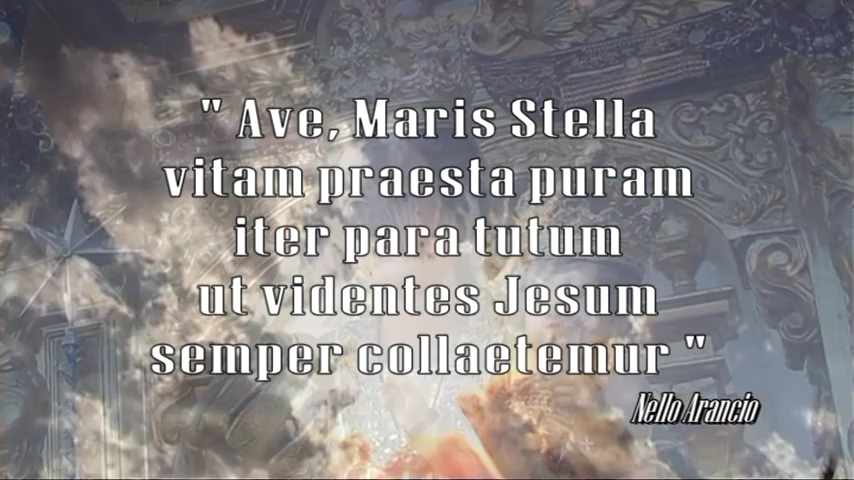 " Ave, Maris Stella
vitam praesta puram
iter para tutum
ut videntes Jesum
semper collaetemur "
Nello Arancio